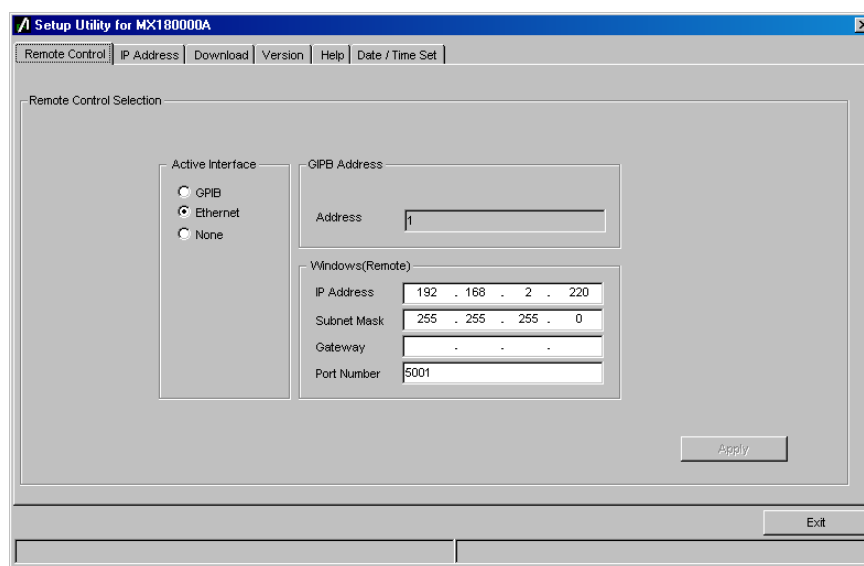 Setup Utility for MX180000A
Remote Control IP Address Download Version Help Date / Time Set
Remote Control Selection
Active Interface
GPIB
Ethernet
None
GIPB Address
Address 1
Windows(Remote)
IP Address 192 . 168 . 2 . 220
Subnet Mask 255 . 255 . 255 . 0
Gateway . . .
Port Number 5001
Apply
Exit